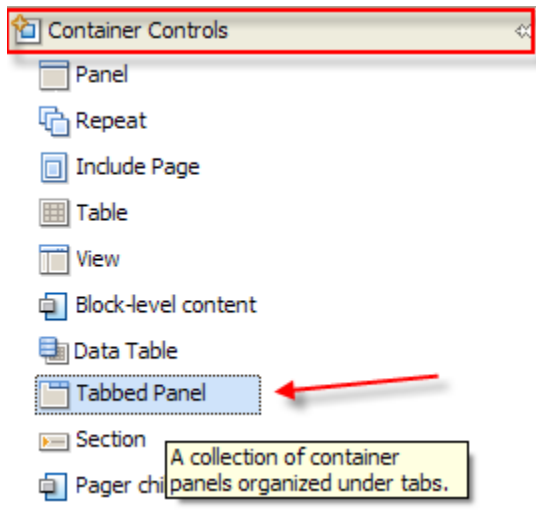 Container Controls
Panel
Repeat
Include Page
Table
View
Block-level content
Data Table
Tabbed Panel
Section
A collection of container
Pager chi
panels organized under tabs.